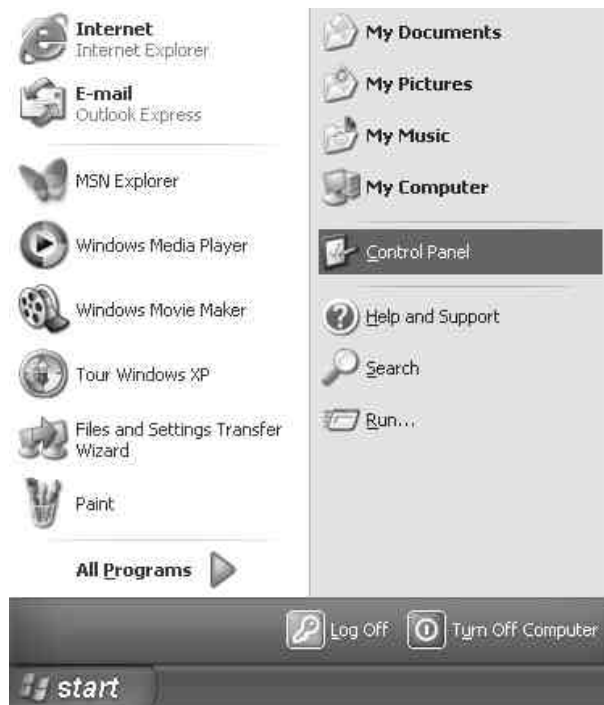 Internet
Internet Explorer
E-mail
Outlook Express
MSN Explorer
Windows Media Player
Windows Movie Maker
Tour Windows XP
Files and Settings Transfer
Wizard
Paint
All Programs
My Documents
My Pictures
My Music
My Computer
Control Panel
Help and Support
Search
Run...
Log Off
Turn Off Computer
start